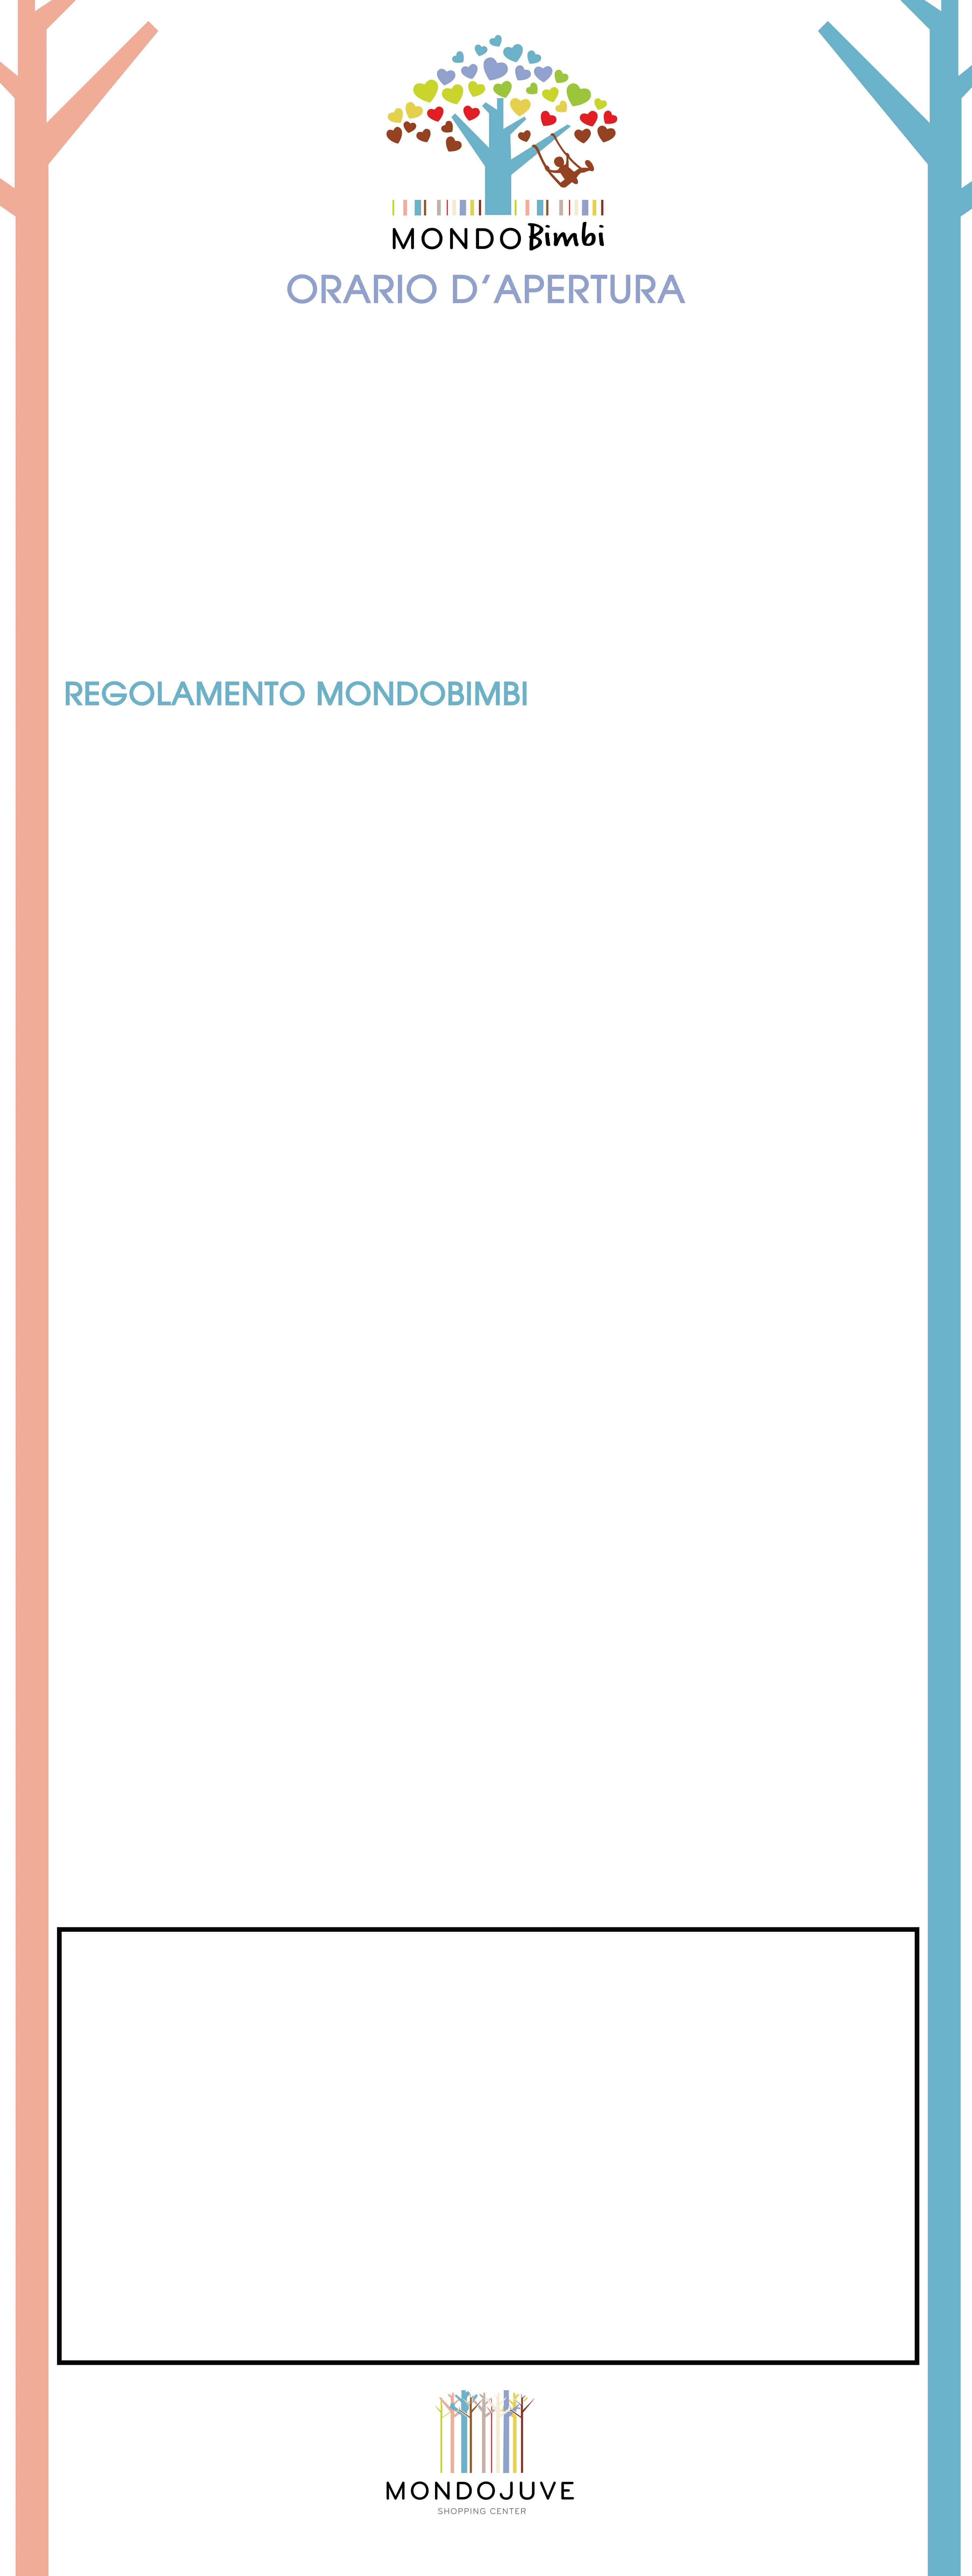 MONDO Bimbi
ORARIO D'APERTURA
REGOLAMENTO MONDOBIMBI
MONDOJUVE
SHOPPING CENTER